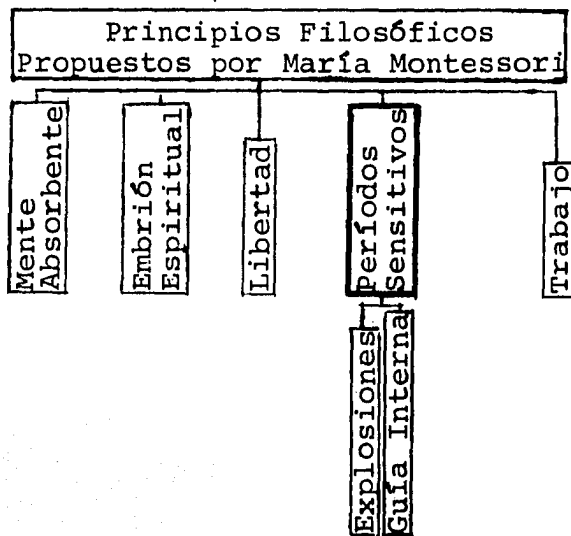 Principios Filosóficos
Propuestos por María Montessori
Mente
Absorbente
Embrión
Espiritual
Libertad
Períodos
Sensitivos
Trabajo
Explosiones
Guía Interna